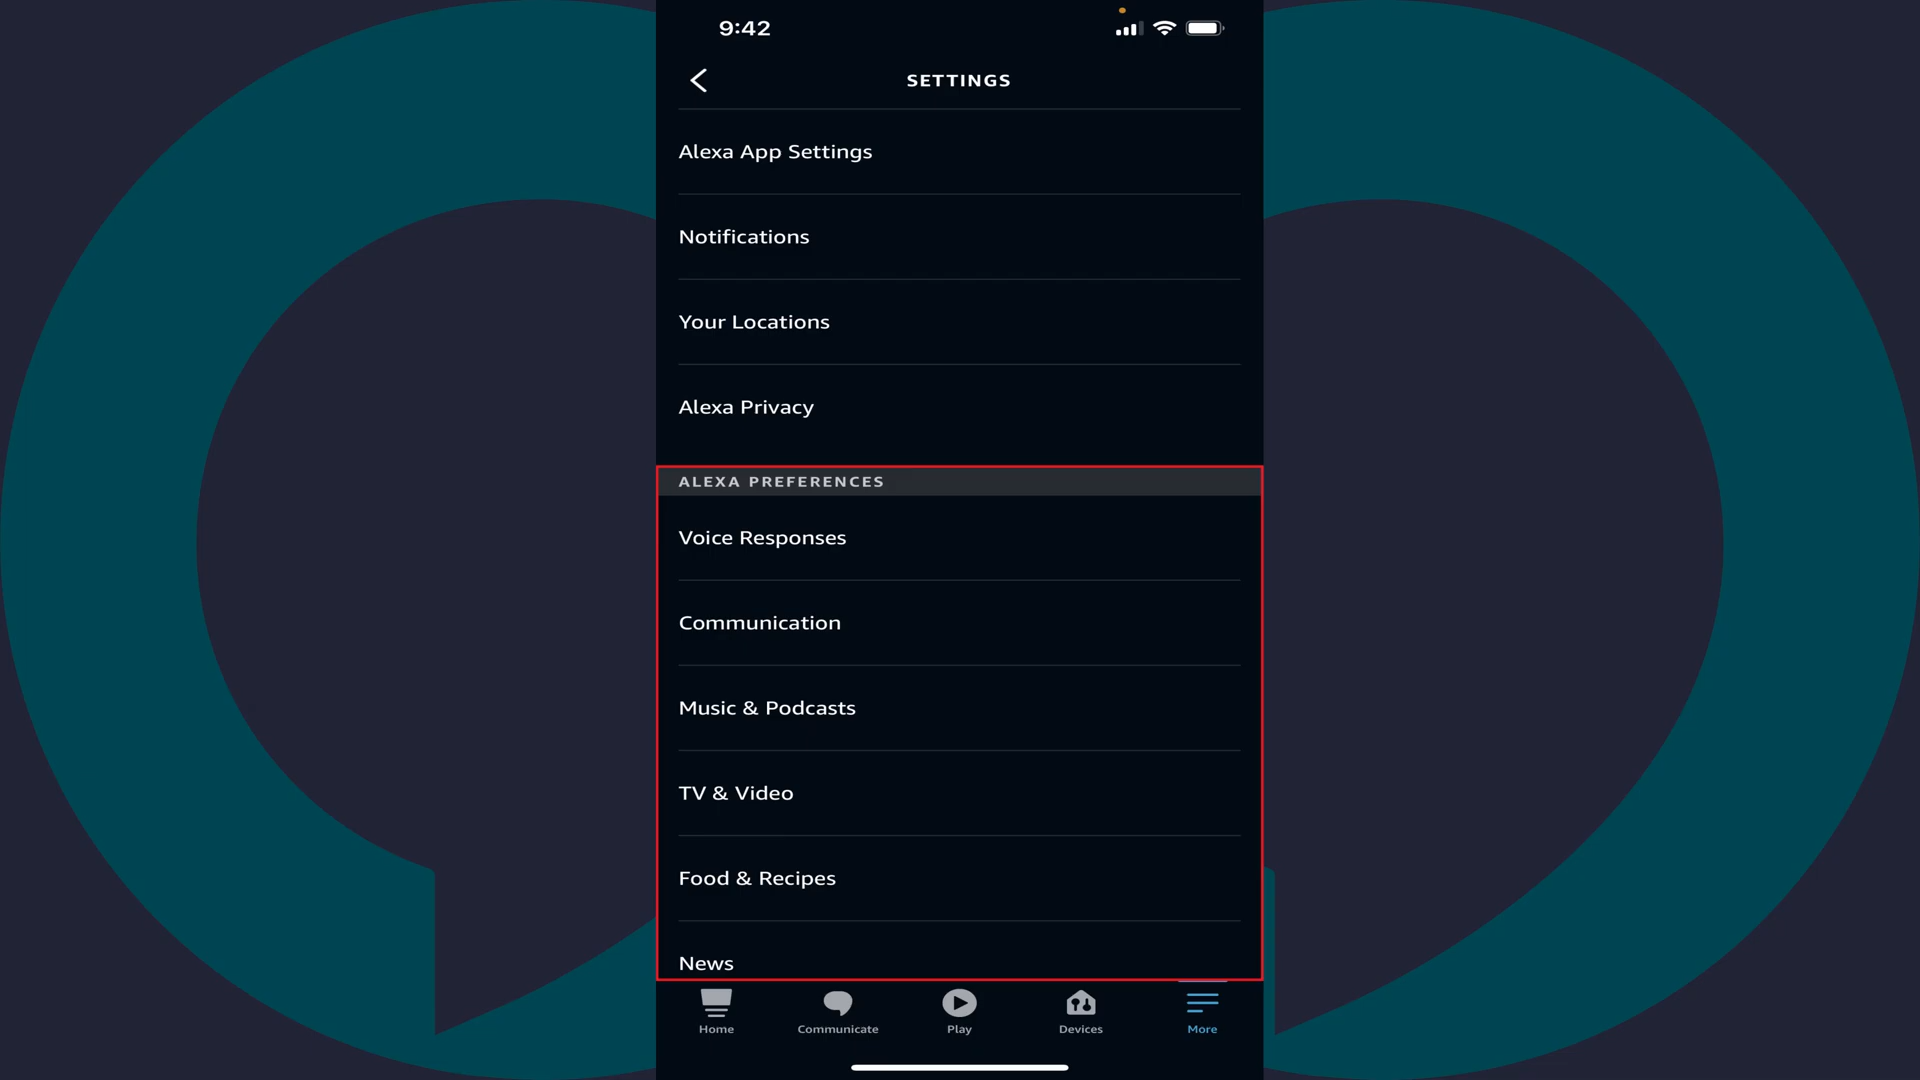 9:42
SETTINGS
Alexa App Settings
Notifications
Your Locations
Alexa Privacy
ALEXA PREFERENCES
Voice Responses
Communication
Music & Podcasts
TV & Video
Food & Recipes
News
Home Communicate Play Devices More